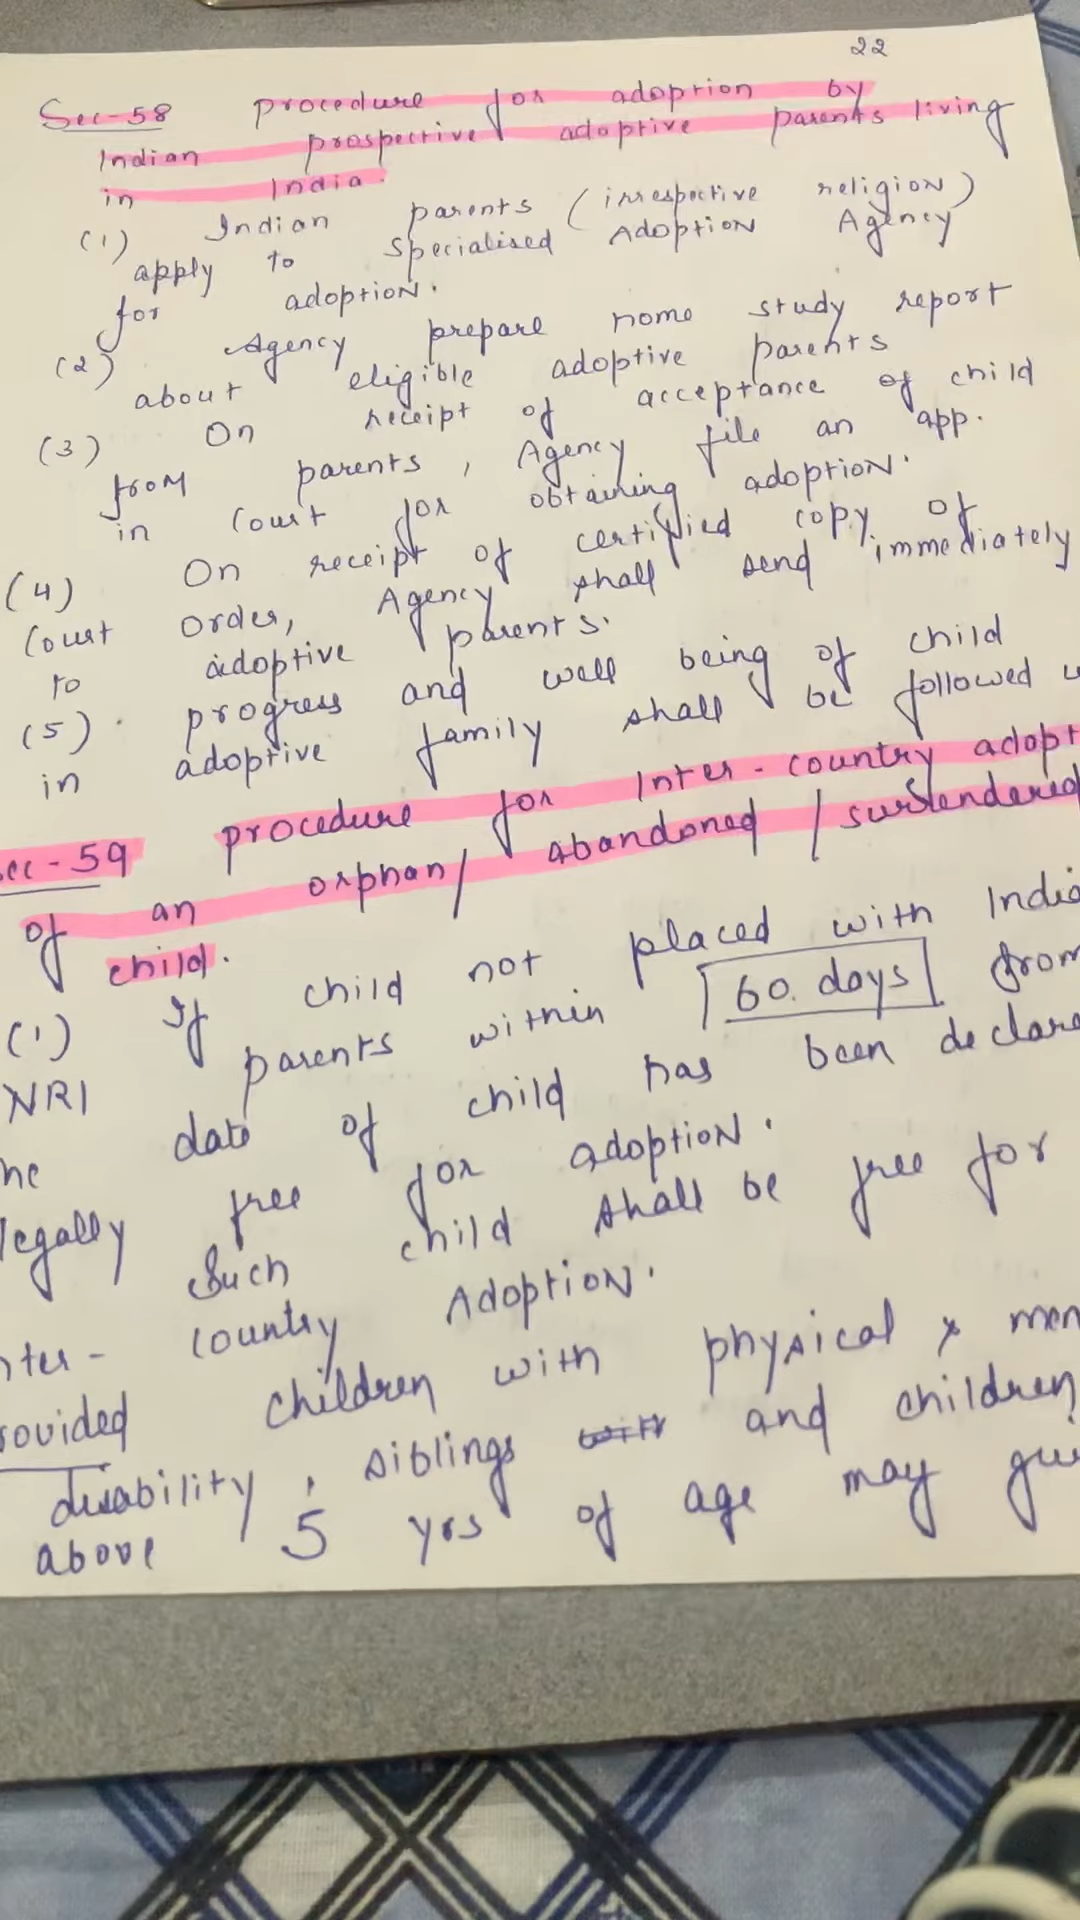 22
Sec-58 procedure for adoption by
Indian prospective adoptive parents living
in India.
(1) Indian parents (irrespective religion)
apply to specialised Adoption Agency
for adoption.
(2) Agency prepare home study report
about eligible adoptive parents
(3) On receipt of acceptance of child
from parents, Agency file an app.
in Court for obtaining adoption.
(4) On receipt of certified copy of
Court order, Agency shall send immediately
to adoptive parents.
(5) progress and well being of child
in adoptive family shall be followed
Sec-59 procedure for Inter-country adopt
of an orphan/ abandoned / surrendered
child.
(1) If child not placed with India
NRI parents within 60 days from
he date of child has been declare
legally free for adoption.
Such child shall be free for
nter- country Adoption.
rovided children with physical & men
disability, siblings and children
above 5 yrs of age may